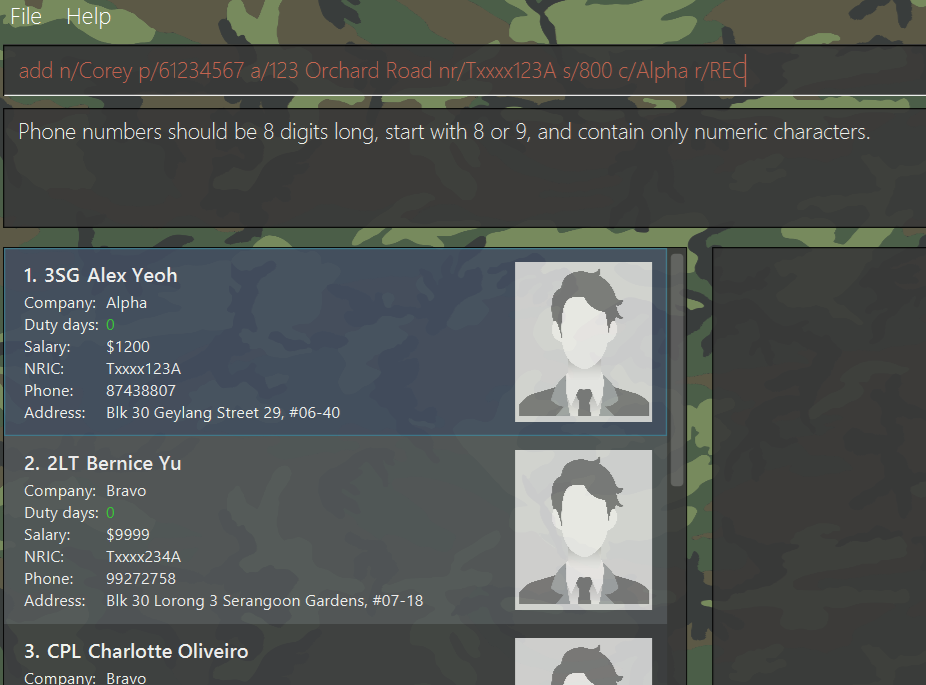 File Help
add n/Corey p/61234567 a/123 Orchard Road nr/Txxxx123A s/800 c/Alpha r/REC
Phone numbers should be 8 digits long, start with 8 or 9, and contain only numeric characters.
1. 3SG Alex Yeoh
Company: Alpha
Duty days: 0
Salary: $1200
NRIC: Txxxx123A
Phone: 87438807
Address: Blk 30 Geylang Street 29, #06-40
2. 2LT Bernice Yu
Company: Bravo
Duty days: 0
Salary: $9999
NRIC: Txxxx234A
Phone: 99272758
Address: Blk 30 Lorong 3 Serangoon Gardens, #07-18
3. CPL Charlotte Oliveiro
Company: Bravo